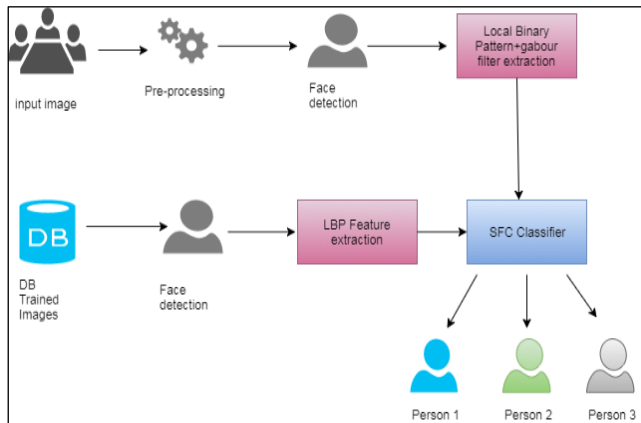 input image
Pre-processing
Face
detection
Local Binary
Pattern+gabour
filter extraction
DB
DB
Trained
Images
Face
detection
LBP Feature
extraction
SFC Classifier
Person 1
Person 2
Person 3